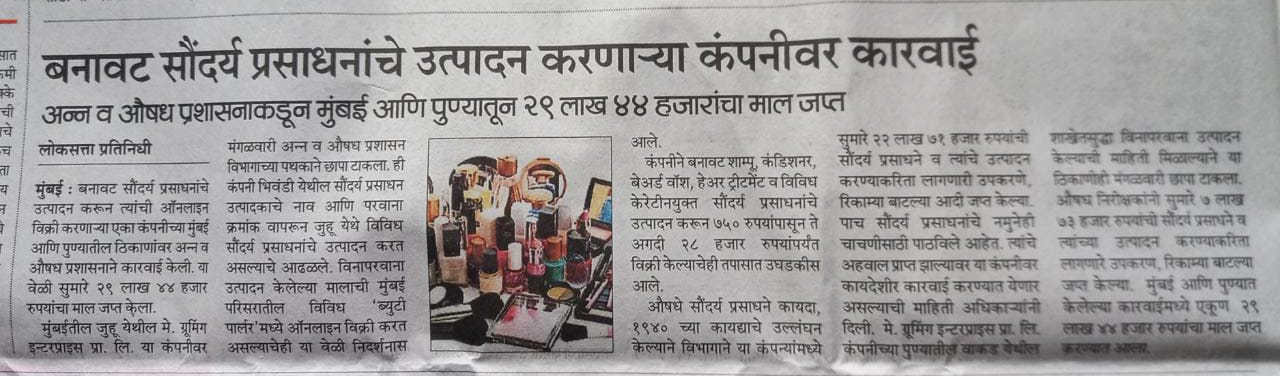 बनावट सौंदर्य प्रसाधनांचे उत्पादन करणाऱ्या कंपनीवर कारवाई
अन्न व औषध प्रशासनाकडून मुंबई आणि पुण्यातून २९ लाख ४४ हजारांचा माल जप्त
लोकसत्ता प्रतिनिधी
मुंबई : बनावट सौंदर्य प्रसाधनांचे
उत्पादन करून त्यांची ऑनलाइन
विक्री करणाऱ्या एका कंपनीच्या मुंबई
आणि पुण्यातील ठिकाणांवर अन्न व
औषध प्रशासनाने कारवाई केली. या
वेळी सुमारे २९ लाख ४४ हजार
रुपयांचा माल जप्त केला.
मुंबईतील जुहू येथील मे. ग्रूमिंग
इन्टरप्राइस प्रा. लि. या कंपनीवर
मंगळवारी अन्न व औषध प्रशासन
विभागाच्या पथकाने छापा टाकला. ही
कंपनी भिवंडी येथील सौंदर्य प्रसाधन
उत्पादकाचे नाव आणि परवाना
क्रमांक वापरून जुहू येथे विविध
सौंदर्य प्रसाधनांचे उत्पादन करत
असल्याचे आढळले. विनापरवाना
उत्पादन केलेल्या मालाची मुंबई
परिसरातील विविध 'ब्युटी
पार्लर'मध्ये ऑनलाइन विक्री करत
असल्याचेही या वेळी निदर्शनास
आले.
कंपनीने बनावट शाम्पू, कंडिशनर,
बेअर्ड वॉश, हेअर ट्रीटमेंट व विविध
केरेटीनयुक्त सौंदर्य प्रसाधनांचे
उत्पादन करून ७५० रुपयांपासून ते
अगदी २८ हजार रुपयांपर्यंत
विक्री केल्याचेही तपासात उघडकीस
आले.
औषधे सौंदर्य प्रसाधने कायदा,
१९४० च्या कायद्याचे उल्लंघन
केल्याने विभागाने या कंपन्यांमध्ये
सुमारे २२ लाख ७१ हजार रुपयांची
सौंदर्य प्रसाधने व त्यांचे उत्पादन
करण्याकरिता लागणारी उपकरणे,
रिकाम्या बाटल्या आदी जप्त केल्या.
पाच सौंदर्य प्रसाधनांचे नमुनेही
चाचणीसाठी पाठविले आहेत. त्यांचे
अहवाल प्राप्त झाल्यावर या कंपनीवर
कायदेशीर कारवाई करण्यात येणार
असल्याची माहिती अधिकाऱ्यांनी
दिली. मे. ग्रूमिंग इन्टरप्राइस प्रा. लि.
कंपनीच्या पुण्यातील वाकड येथील
शाखेतसुद्धा विनापरवाना उत्पादन
केल्याची माहिती मिळाल्याने या
ठिकाणीही मंगळवारी छापा टाकला.
औषध निरीक्षकांनी सुमारे ७ लाख
७३ हजार रुपयांची सौंदर्य प्रसाधने व
त्यांच्या उत्पादन करण्याकरिता
लागणारे उपकरण, रिकाम्या बाटल्या
जप्त केल्या. मुंबई आणि पुण्यात
केलेल्या कारवाईमध्ये एकूण २९
लाख ४४ हजार रुपयांचा माल जप्त
करण्यात आला.